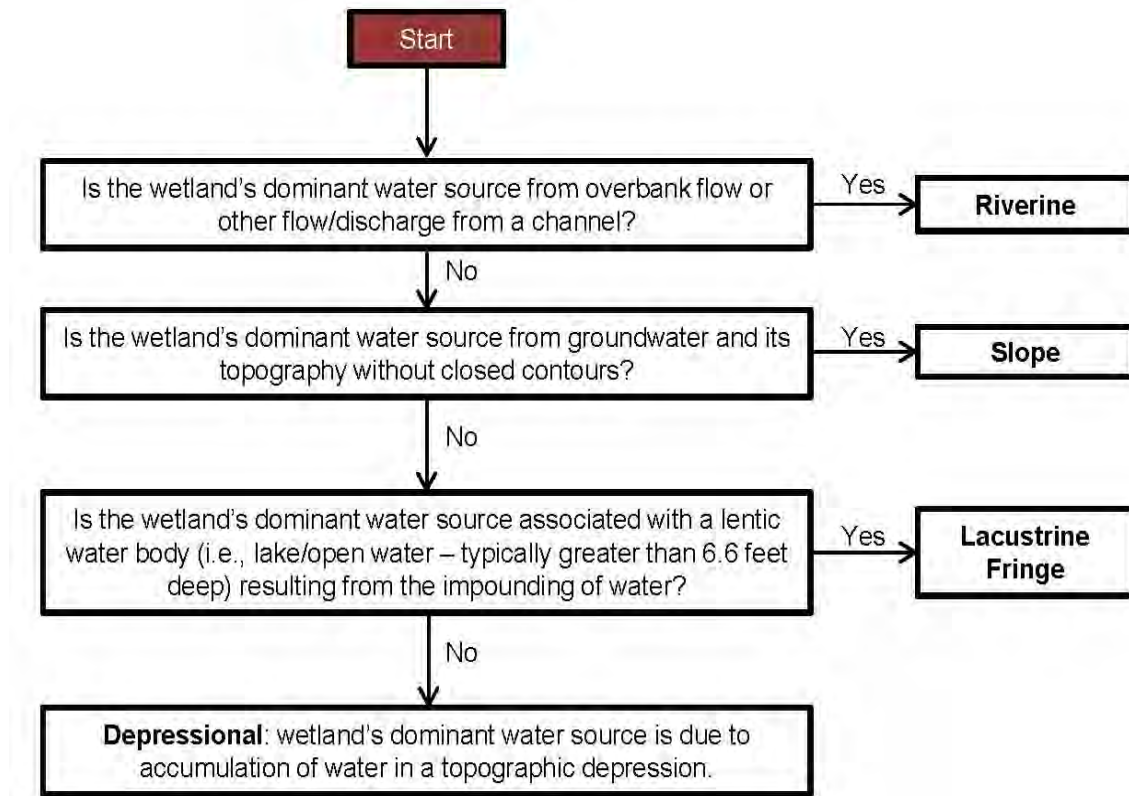 Start
Is the wetland’s dominant water source from overbank flow or
other flow/discharge from a channel?
Yes
Riverine
No
Is the wetland’s dominant water source from groundwater and its
topography without closed contours?
Yes
Slope
No
Is the wetland’s dominant water source associated with a lentic
water body (i.e., lake/open water – typically greater than 6.6 feet
deep) resulting from the impounding of water?
Yes
Lacustrine
Fringe
No
Depressional: wetland’s dominant water source is due to
accumulation of water in a topographic depression.